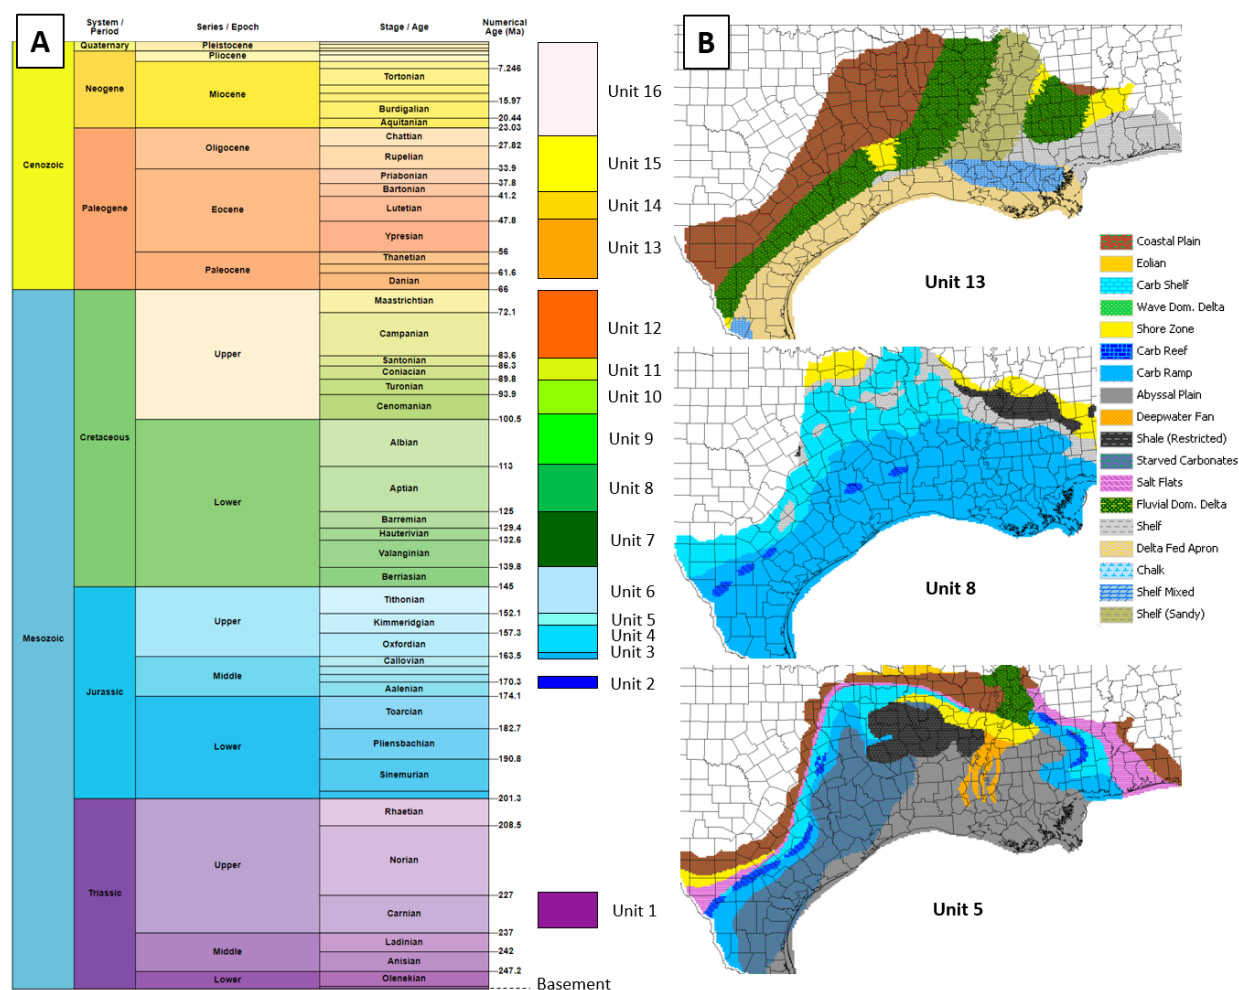 A
System /
Period
Series / Epoch
Stage / Age
Numerical
Age (Ma)
Cenozoic
Mesozoic
Quaternary
Neogene
Paleogene
Cretaceous
Jurassic
Triassic
Pleistocene
Pliocene
Miocene
Oligocene
Eocene
Paleocene
Upper
Lower
Upper
Middle
Lower
Upper
Middle
Lower
Tortonian
Burdigalian
Aquitanian
Chattian
Rupelian
Priabonian
Bartonian
Lutetian
Ypresian
Thanetian
Danian
Maastrichtian
Campanian
Santonian
Coniacian
Turonian
Cenomanian
Albian
Aptian
Barremian
Hauterivian
Valanginian
Berriasian
Tithonian
Kimmeridgian
Oxfordian
Callovian
Aalenian
Toarcian
Pliensbachian
Sinemurian
Rhaetian
Norian
Carnian
Ladinian
Anisian
Olenekian
7.246
15.97
20.44
23.03
27.82
33.9
37.8
41.2
47.8
56
61.6
66
72.1
83.6
86.3
89.8
93.9
100.5
113
125
129.4
132.6
139.8
145
152.1
157.3
163.5
170.3
174.1
182.7
190.8
201.3
208.5
227
237
242
247.2
Unit 16
Unit 15
Unit 14
Unit 13
Unit 12
Unit 11
Unit 10
Unit 9
Unit 8
Unit 7
Unit 6
Unit 5
Unit 4
Unit 3
Unit 2
Unit 1
Basement
B
Unit 13
Unit 8
Unit 5
Coastal Plain
Eolian
Carb Shelf
Wave Dom. Delta
Shore Zone
Carb Reef
Carb Ramp
Abyssal Plain
Deepwater Fan
Shale (Restricted)
Starved Carbonates
Salt Flats
Fluvial Dom. Delta
Shelf
Delta Fed Apron
Chalk
Shelf Mixed
Shelf (Sandy)